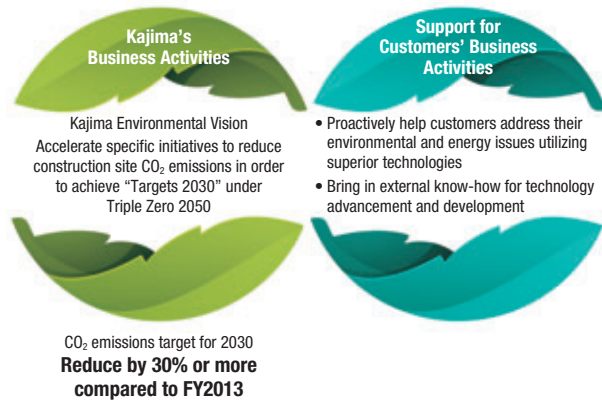 Kajima's
Business Activities
Kajima Environmental Vision
Accelerate specific initiatives to reduce
construction site CO₂ emissions in order
to achieve “Targets 2030” under
Triple Zero 2050
CO₂ emissions target for 2030
Reduce by 30% or more
compared to FY2013
Support for
Customers' Business
Activities
• Proactively help customers address their
environmental and energy issues utilizing
superior technologies
• Bring in external know-how for technology
advancement and development